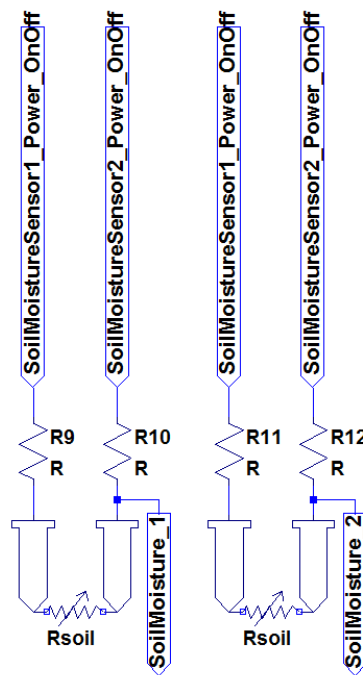 SoilMoistureSensor1_Power_OnOff
SoilMoistureSensor2_Power_OnOff
SoilMoistureSensor1_Power_OnOff
SoilMoistureSensor2_Power_OnOff
R9
R
R10
R
R11
R
R12
R
SoilMoisture_1
SoilMoisture_2
Rsoil
Rsoil